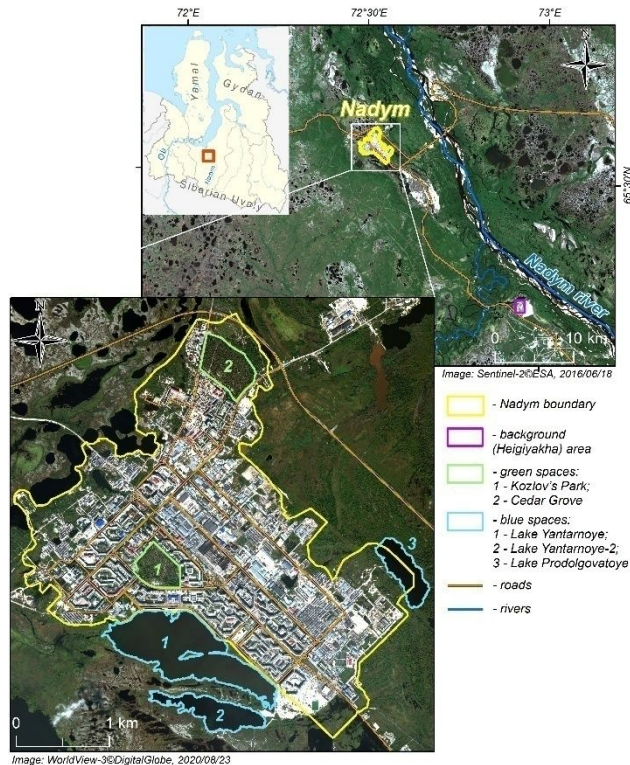 72°E
72°30'E
73°E
Yamal
Gydan
Ob
Nadym
Siberian Uvaly
N
65°30'N
Nadym
Nadym river
0 10 km
Image: Sentinel-2©ESA, 2016/06/18
N
2
1
3
1
2
0 1 km
Image: WorldView-3©DigitalGlobe, 2020/08/23
- Nadym boundary
- background
(Heigiyakha) area
- green spaces:
1 - Kozlov's Park;
2 - Cedar Grove
- blue spaces:
1 - Lake Yantarnoye;
2 - Lake Yantarnoye-2;
3 - Lake Prodolgovatoye
- roads
- rivers